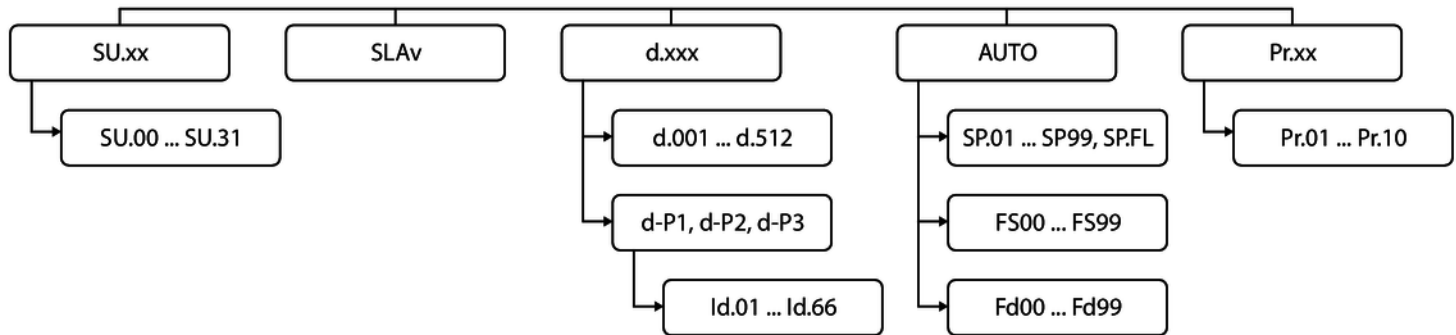 SU.xx
SLAv
d.xxx
AUTO
Pr.xx
SU.00 ... SU.31
d.001 ... d.512
SP.01 ... SP99, SP.FL
Pr.01 ... Pr.10
d-P1, d-P2, d-P3
FS00 ... FS99
Id.01 ... Id.66
Fd00 ... Fd99